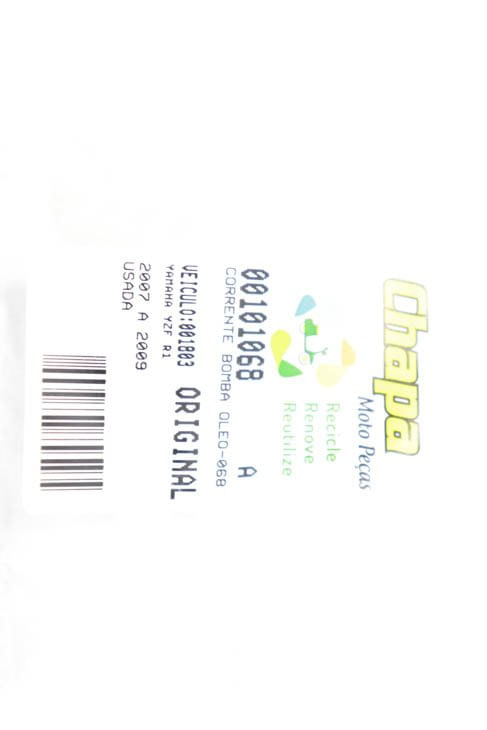 Chapa
Moto Peças
Recicle
Renove
Reutilize
00101068 A
CORRENTE BOMBA OLEO-068
VEICULO:001803 ORIGINAL
YAMAHA YZF R1
2007 A 2009
USADA